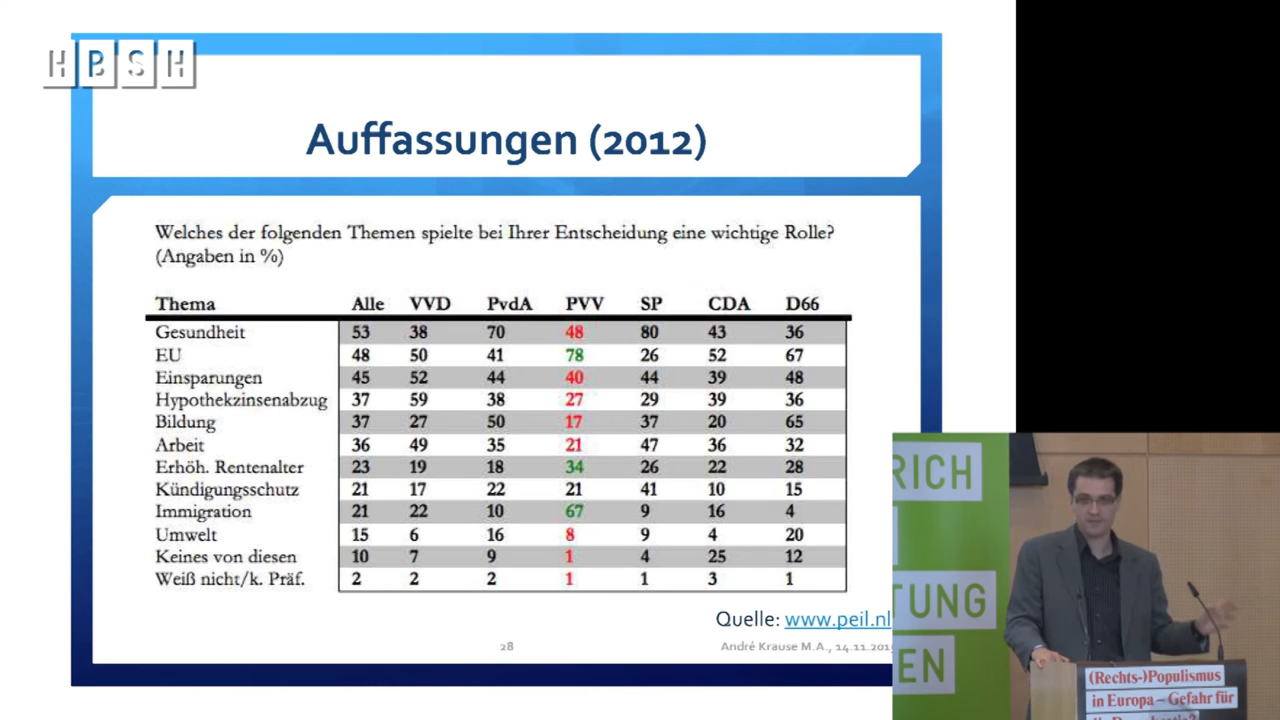 HBSH
Auffassungen (2012)
Welches der folgenden Themen spielte bei Ihrer Entscheidung eine wichtige Rolle?
(Angaben in %)
Thema Alle VVD PvdA PVV SP CDA D66
Gesundheit 53 38 70 48 80 43 36
EU 48 50 41 78 26 52 67
Einsparungen 45 52 44 40 44 39 48
Hypothekzinsenabzug 37 59 38 27 29 39 36
Bildung 37 27 50 17 37 20 65
Arbeit 36 49 35 21 47 36 32
Erhöh. Rentenalter 23 19 18 34 26 22 28
Kündigungsschutz 21 17 22 21 41 10 15
Immigration 21 22 10 67 9 16 4
Umwelt 15 6 16 8 9 4 20
Keines von diesen 10 7 9 1 4 25 12
Weiß nicht/k. Präf. 2 2 2 1 1 3 1
Quelle: www.peil.nl
28
André Krause M.A., 14.11.201
RICH
TUNG
EN
(Rechts-)Populismus
in Europa – Gefahr für
die Demokratie?